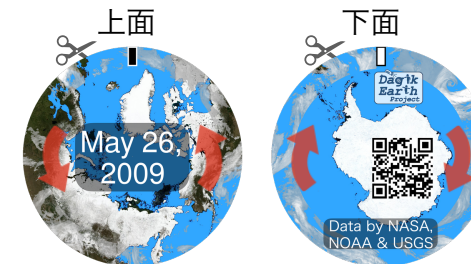 上面
下面
May 26,
2009
Dagik
Earth
Project
Data by NASA,
NOAA & USGS